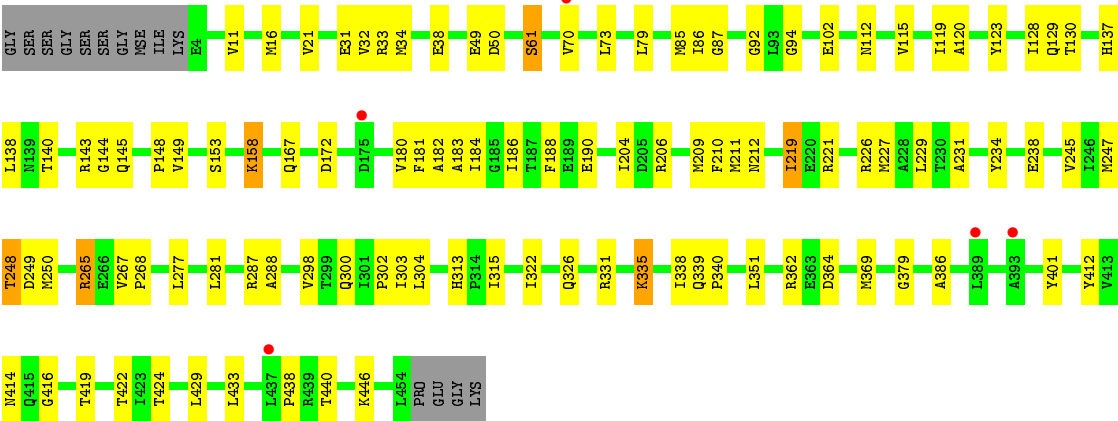 GLY SER SER GLY SER SER GLY MSE ILE LYS E4 V11 M16 V21 E31 V32 R33 M34 E38 E49 D50 S61 V70 L73 L79 M85 I86 G87 G92 L93 G94 E102 N112 V115 I119 A120 Y123 I128 Q129 T130 H137
L138 N139 T140 R143 G144 Q145 P148 V149 S153 K158 Q167 D172 D175 V180 F181 A182 A183 I184 G185 I186 T187 F188 E189 E190 I204 D205 R206 M209 F210 M211 N212 I219 E220 R221 R226 M227 A228 L229 T230 A231 Y234 E238 V245 I246 M247
T248 D249 M250 R265 E266 V267 P268 L277 L281 R287 A288 V298 T299 Q300 I301 P302 I303 L304 H313 P314 I315 I322 Q326 R331 K335 I338 Q339 P340 L351 R362 E363 D364 M369 G379 A386 L389 A393 Y401 Y412 V413
N414 Q415 G416 T419 T422 I423 T424 L429 L433 L437 P438 R439 T440 K446 L454 PRO GLU GLY LYS